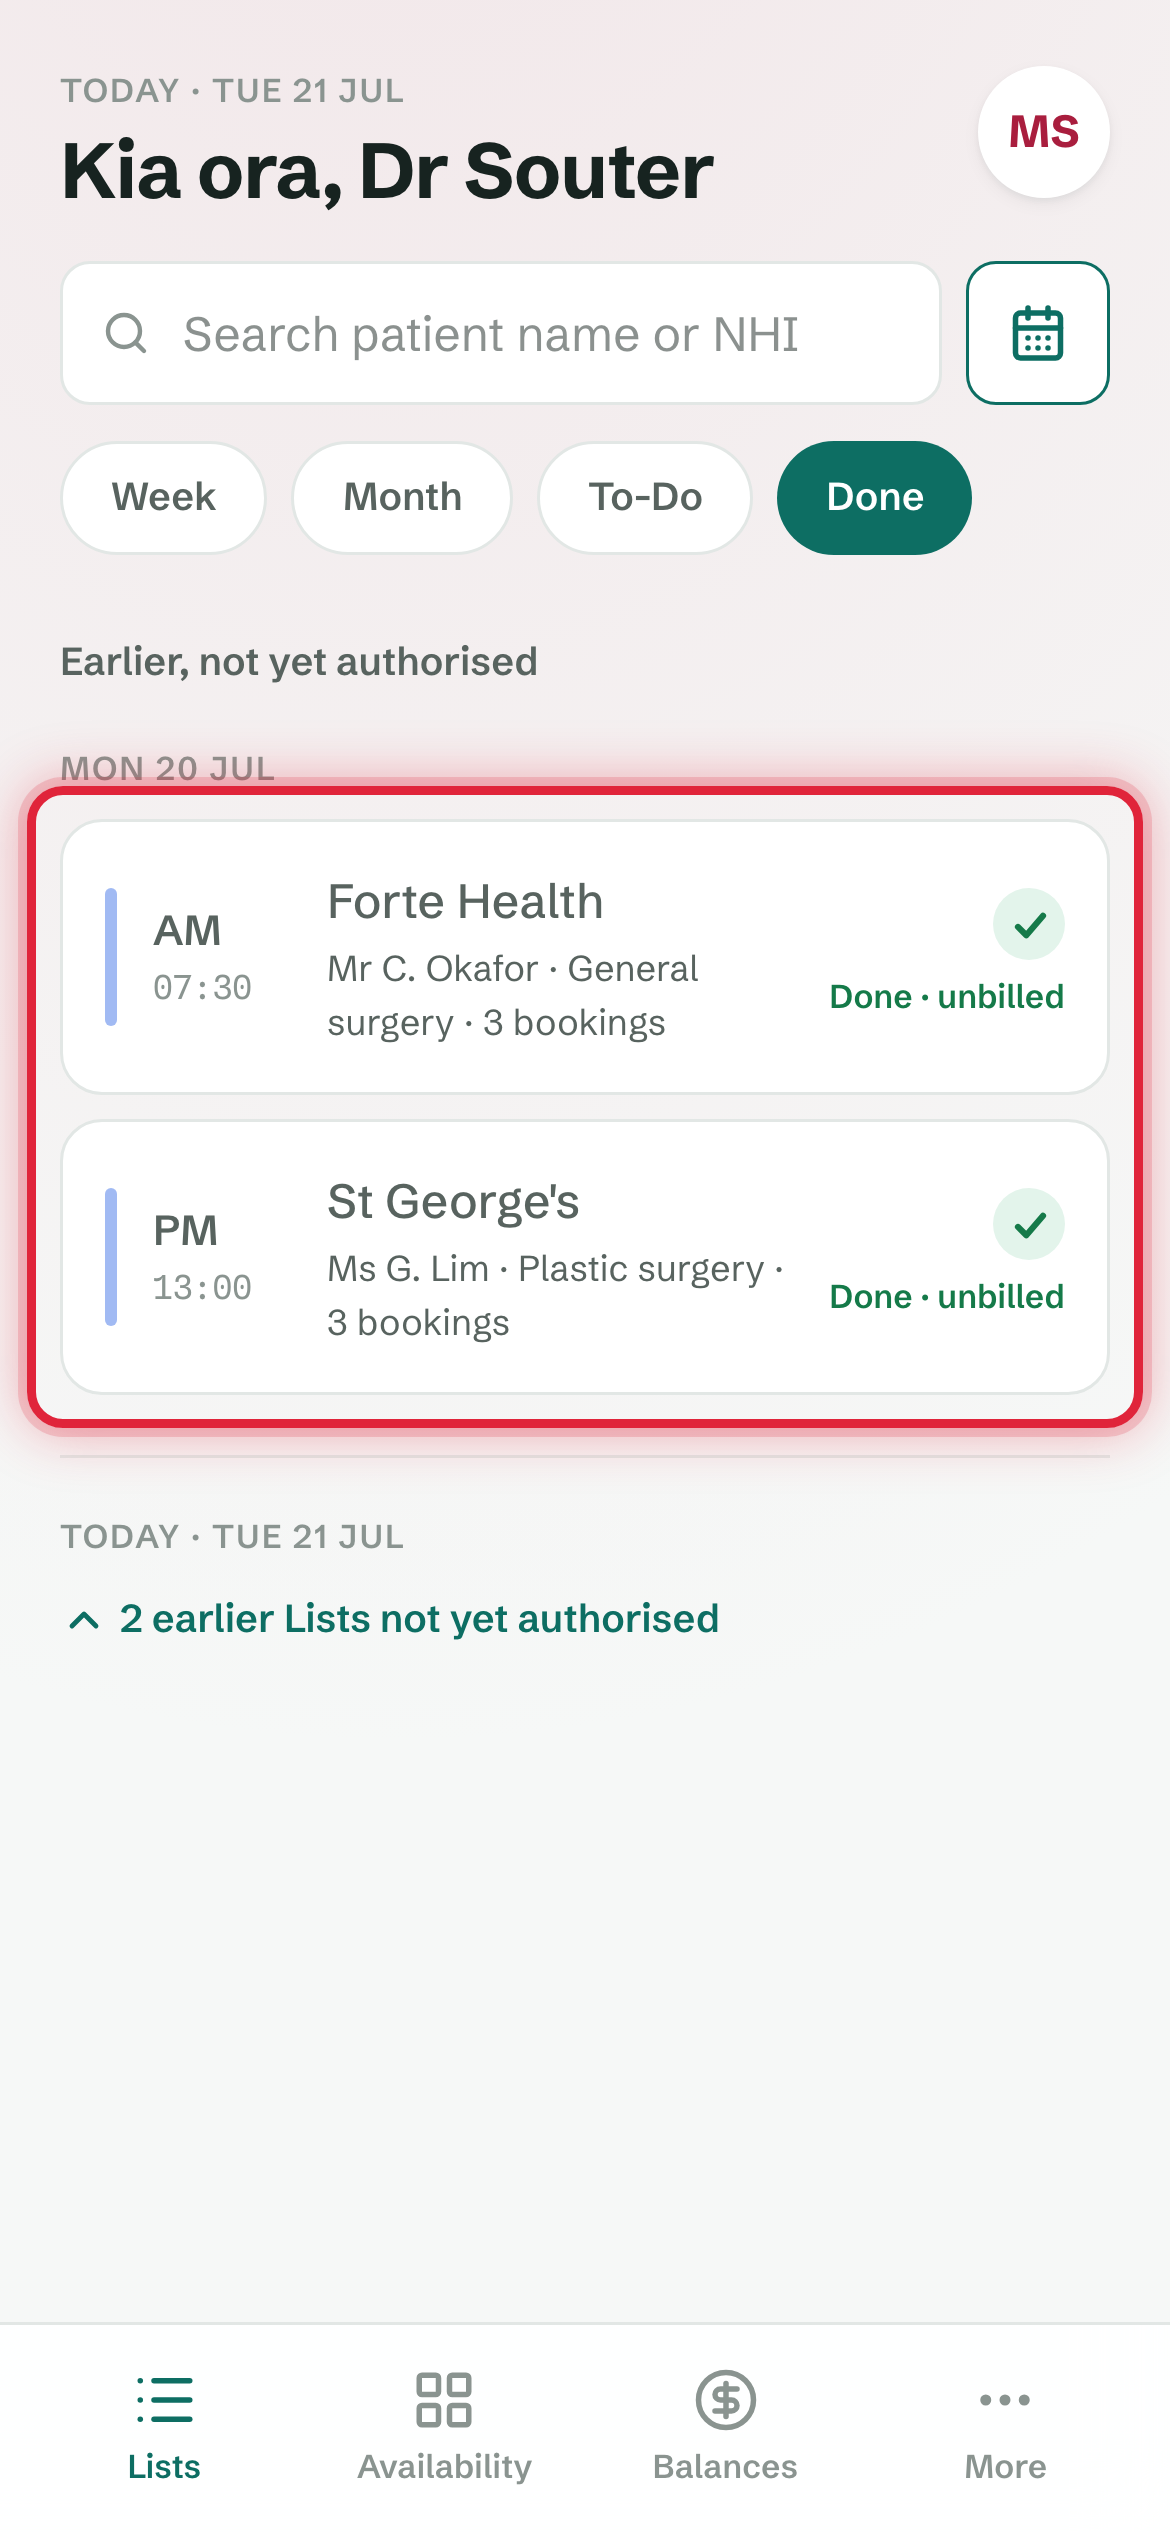 TODAY · TUE 21 JUL
MS
Kia ora, Dr Souter
Search patient name or NHI
Week
Month
To-Do
Done
Earlier, not yet authorised
MON 20 JUL
AM
07:30
Forte Health
Mr C. Okafor · General
surgery · 3 bookings
Done · unbilled
PM
13:00
St George's
Ms G. Lim · Plastic surgery ·
3 bookings
Done · unbilled
TODAY · TUE 21 JUL
2 earlier Lists not yet authorised
Lists
Availability
Balances
More